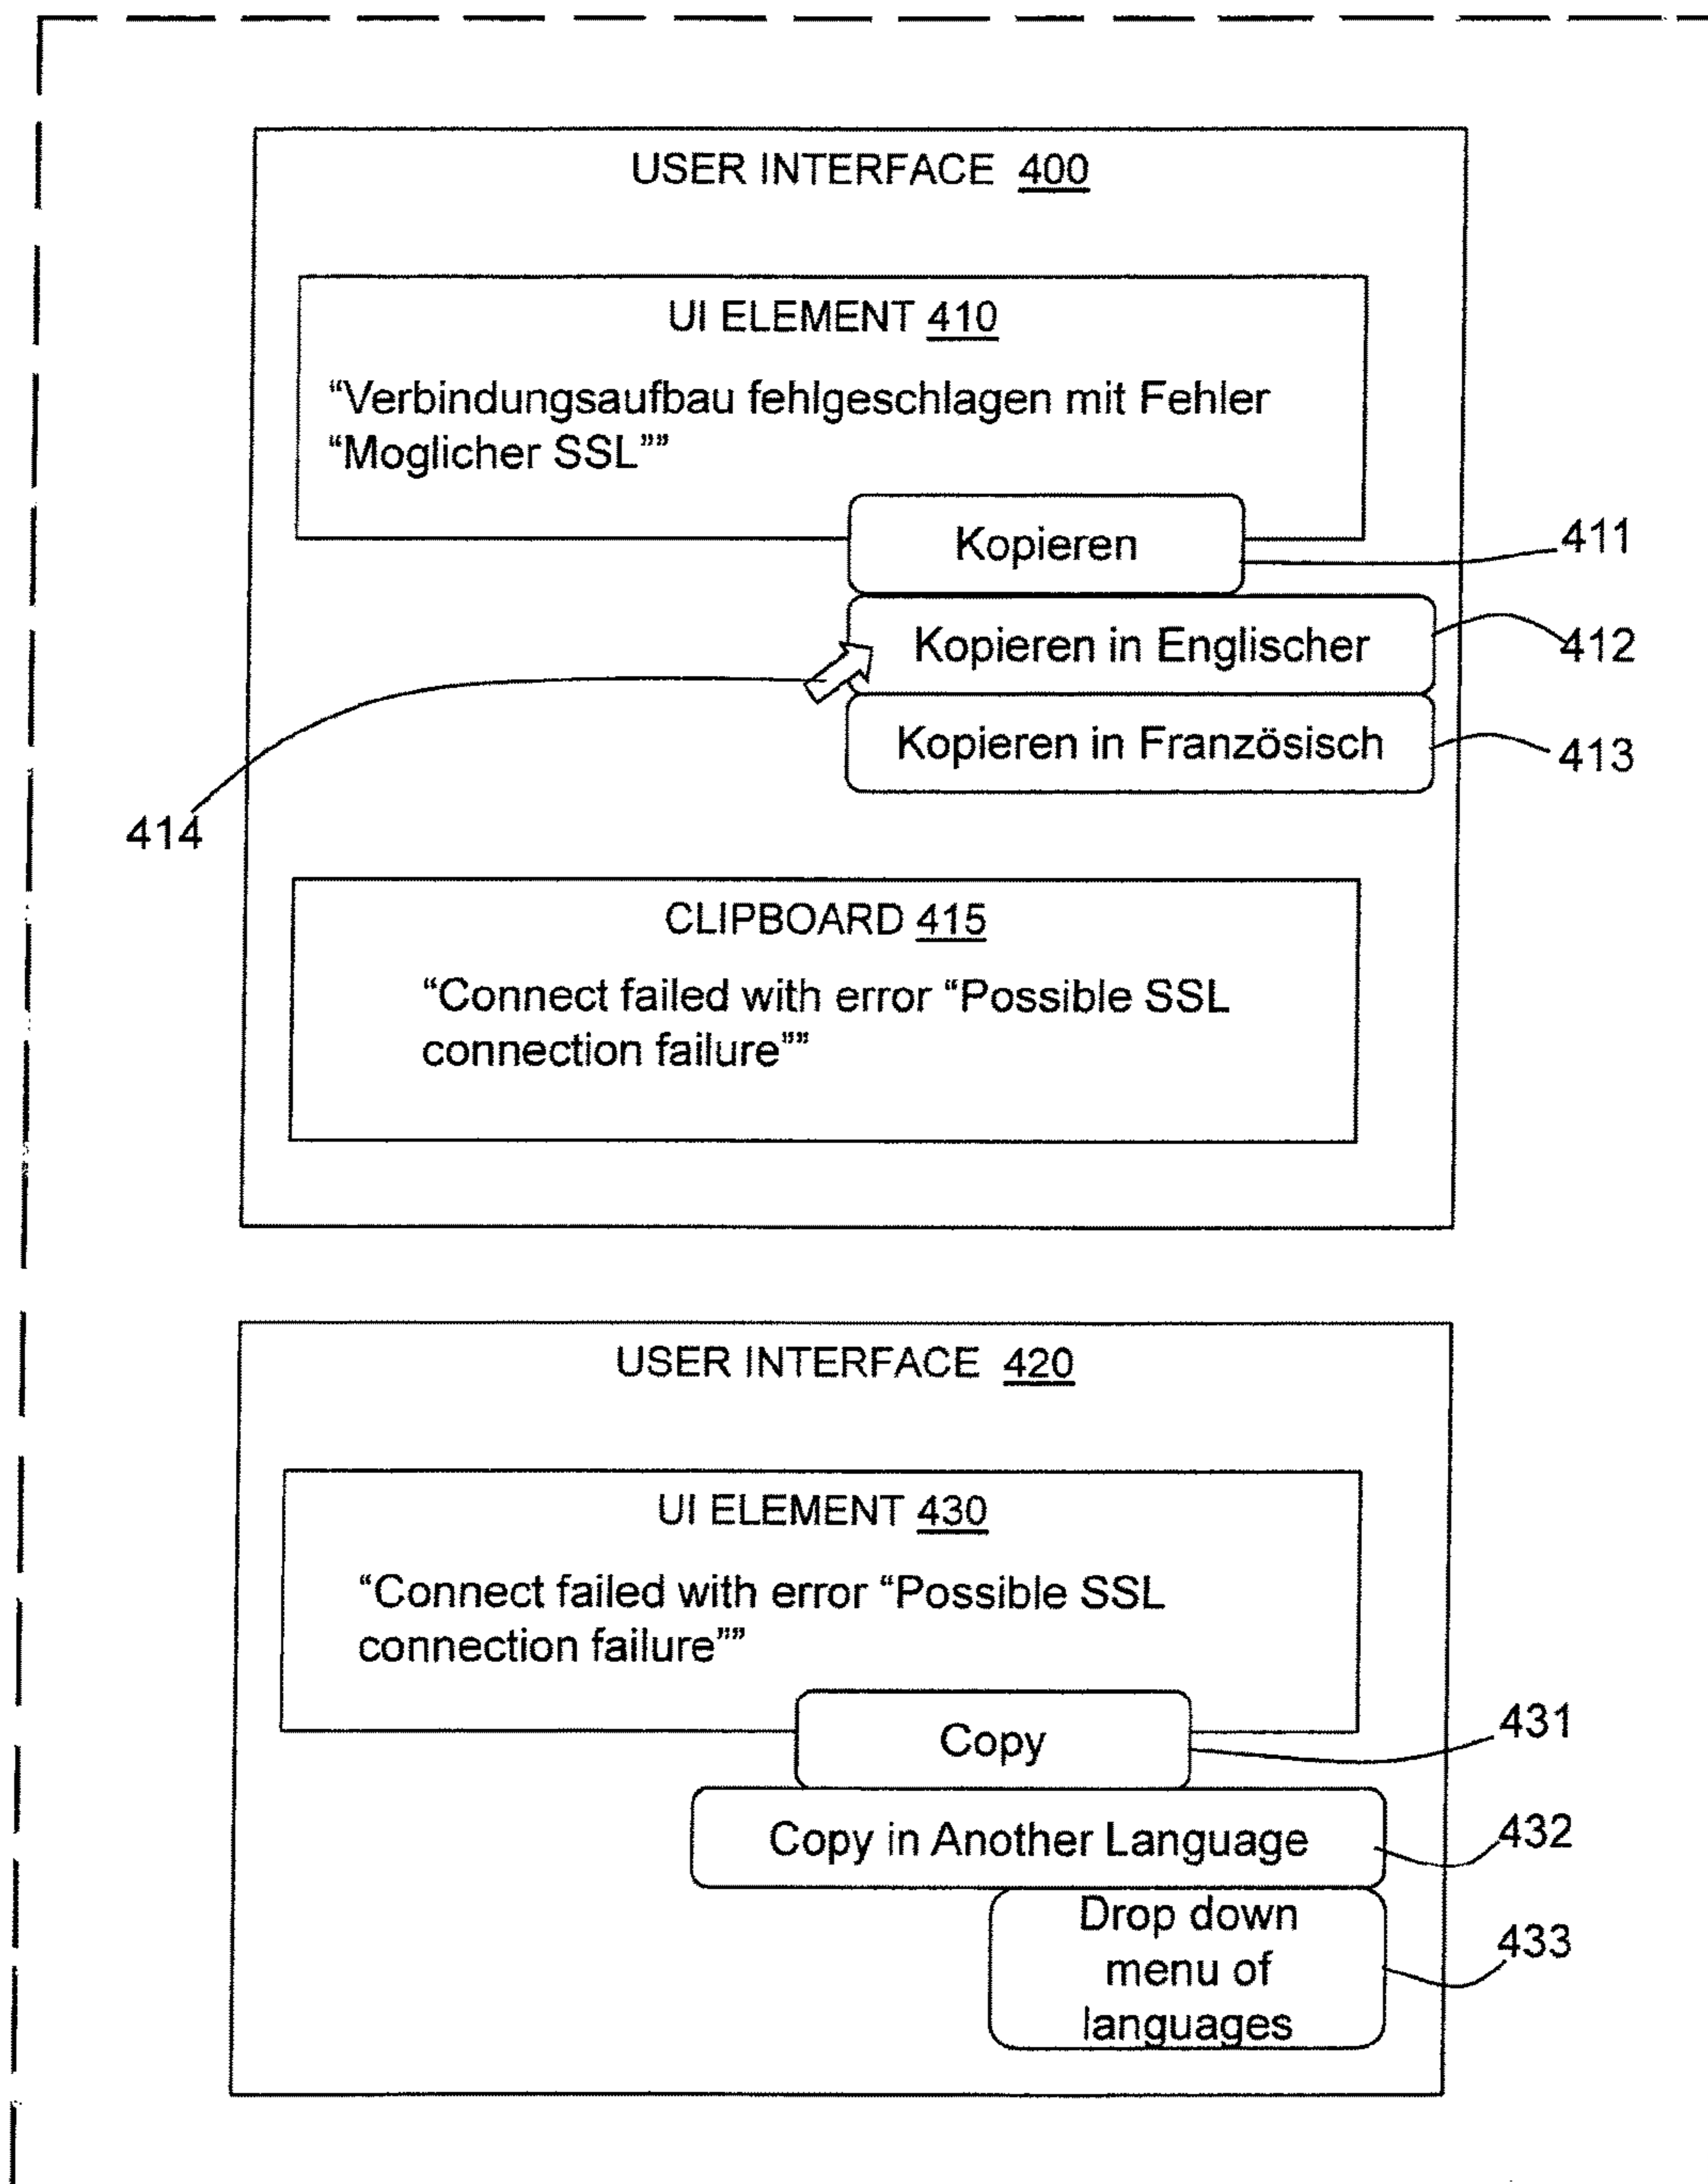 USER INTERFACE 400
UI ELEMENT 410
“Verbindungsaufbau fehlgeschlagen mit Fehler
“Moglicher SSL””
Kopieren
411
Kopieren in Englischer
412
Kopieren in Französisch
413
414
CLIPBOARD 415
“Connect failed with error “Possible SSL
connection failure””
USER INTERFACE 420
UI ELEMENT 430
“Connect failed with error “Possible SSL
connection failure””
Copy
431
Copy in Another Language
432
Drop down
menu of
languages
433